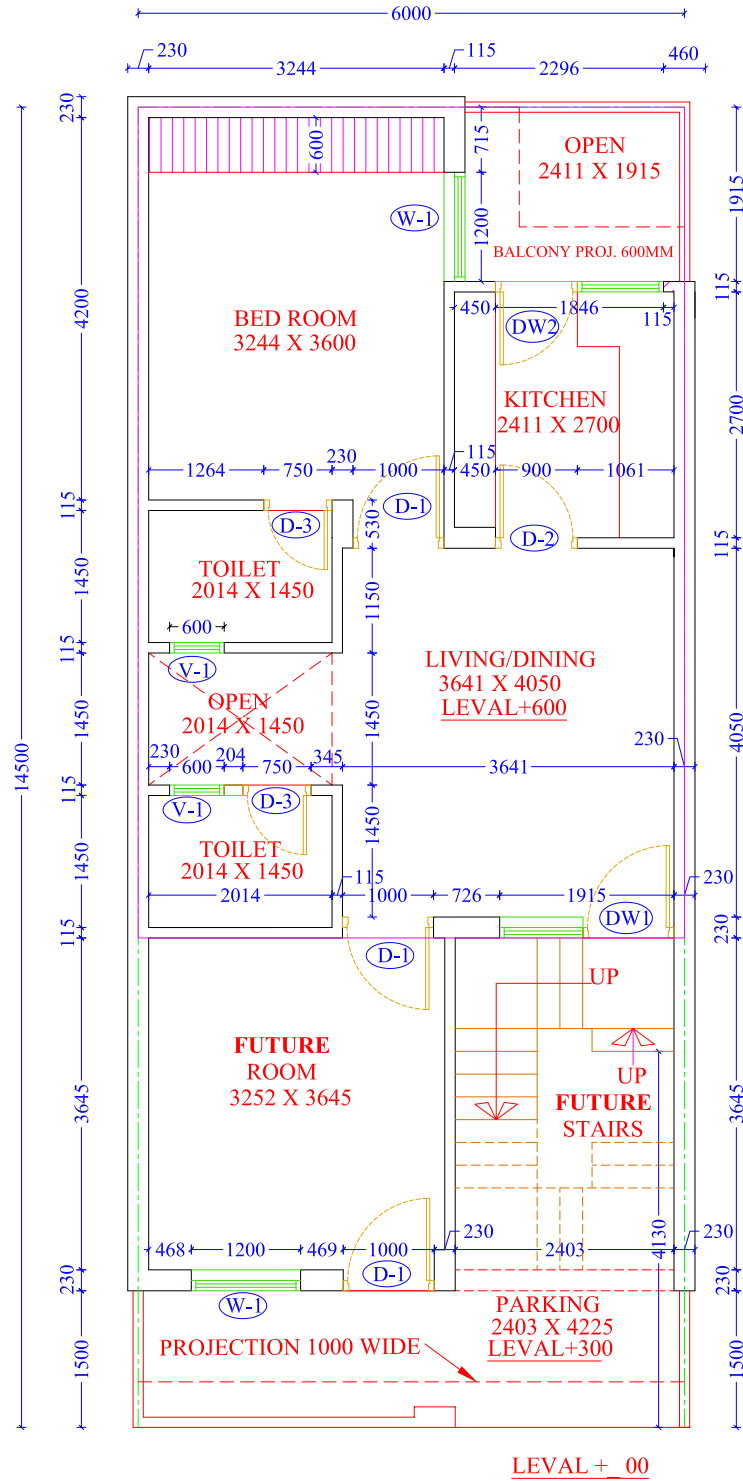 6000
230
115
460
3244
2296
230
600
715
OPEN
2411 X 1915
1915
W-1
1200
BALCONY PROJ. 600MM
115
4200
450
1846
115
BED ROOM
3244 X 3600
DW2
KITCHEN
2411 X 2700
2700
230
115
1264
750
1000
450
900
1061
115
D-3
D-1
530
D-2
115
TOILET
2014 X 1450
1450
1150
600
115
V-1
LIVING/DINING
3641 X 4050
LEVAL+600
OPEN
2014 X 1450
1450
1450
4050
14500
230
600
204
750
345
3641
230
115
V-1
D-3
TOILET
2014 X 1450
1450
1450
115
2014
1000
726
1915
230
DW1
115
230
D-1
UP
FUTURE
ROOM
3252 X 3645
UP
FUTURE
STAIRS
3645
3645
468
1200
469
1000
230
2403
4130
230
230
D-1
230
W-1
PARKING
2403 X 4225
LEVAL+300
PROJECTION 1000 WIDE
1500
1500
LEVAL +_ 00